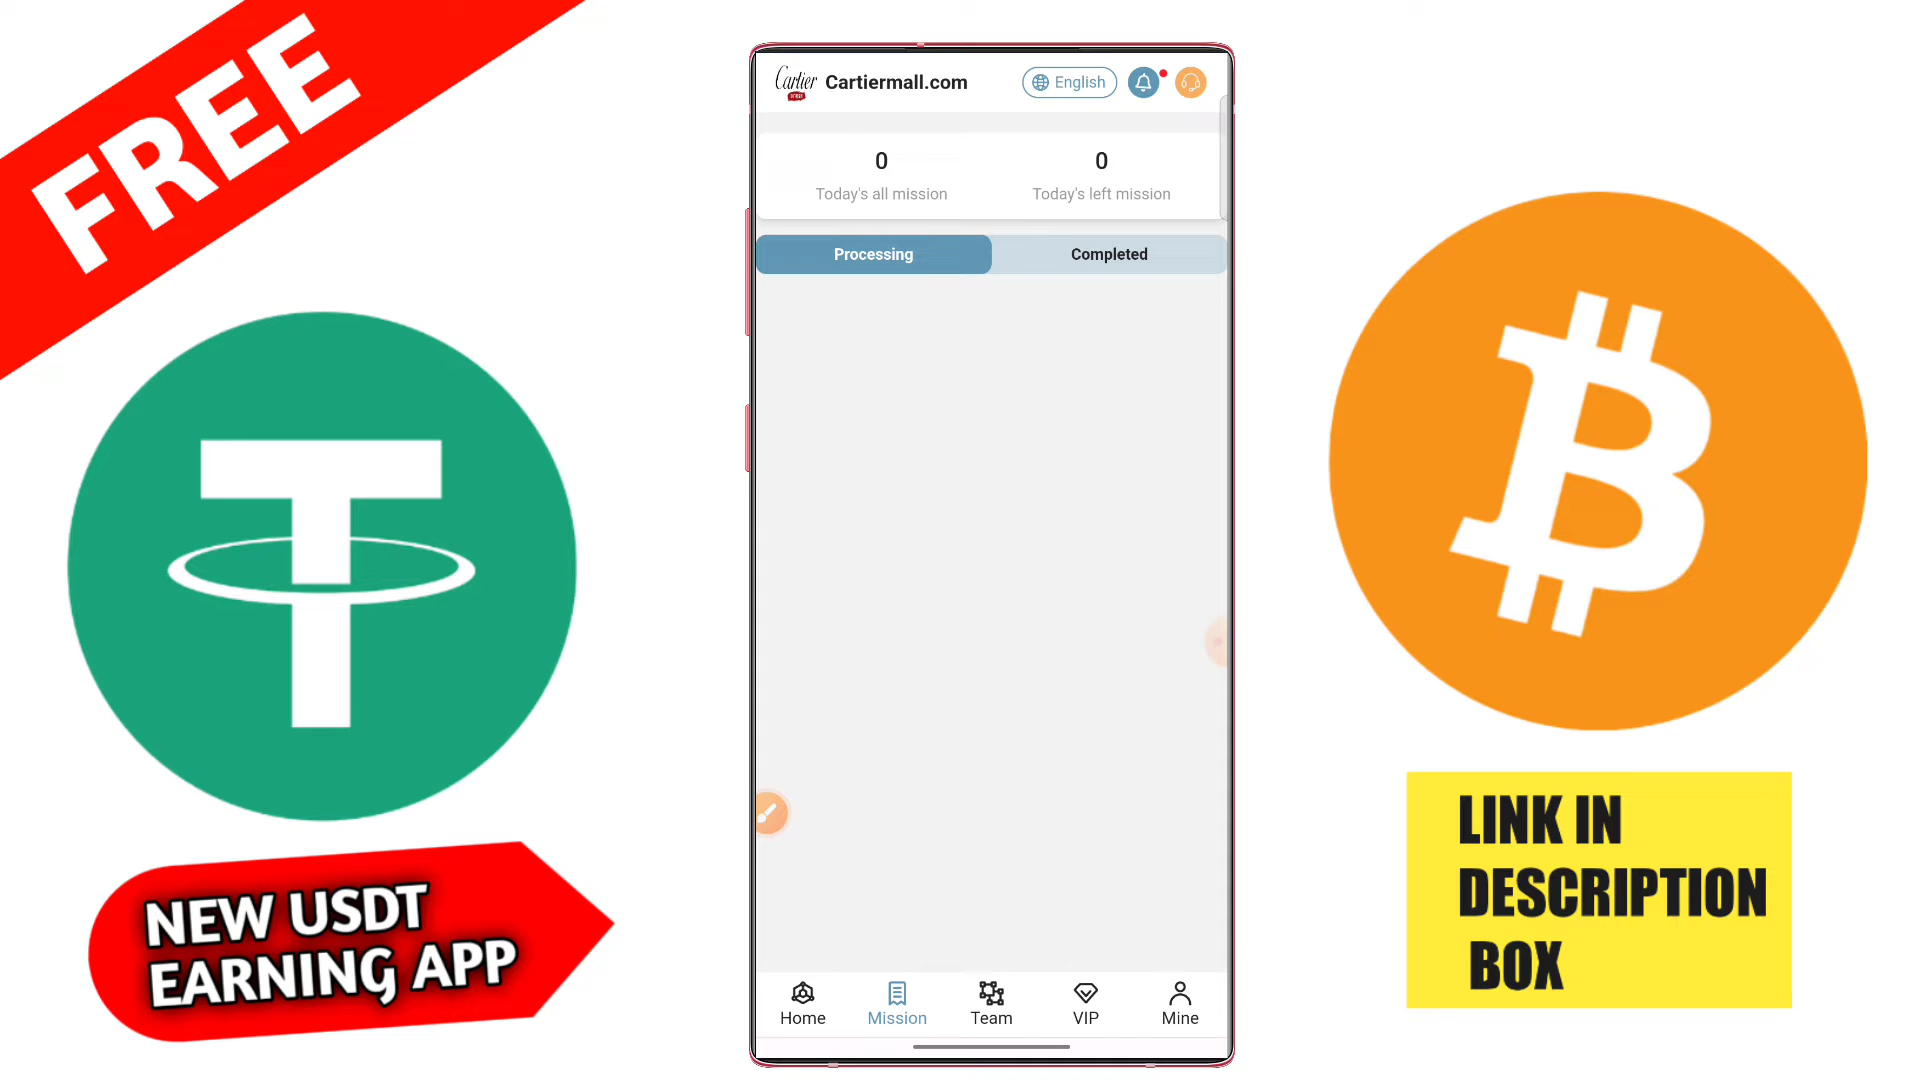 FREE
Cartier
Cartiermall.com
English
0
0
Today's all mission
Today's left mission
Processing
Completed
NEW USDT
EARNING APP
LINK IN
DESCRIPTION
BOX
Home
Mission
Team
VIP
Mine